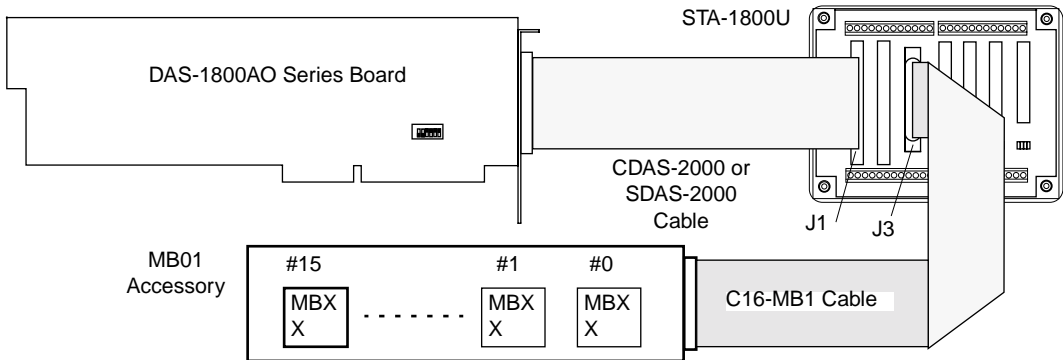 STA-1800U
DAS-1800AO Series Board
CDAS-2000 or
SDAS-2000
Cable
J1
J3
MB01
Accessory
#15
#1
#0
MBX
X
MBX
X
MBX
X
C16-MB1 Cable